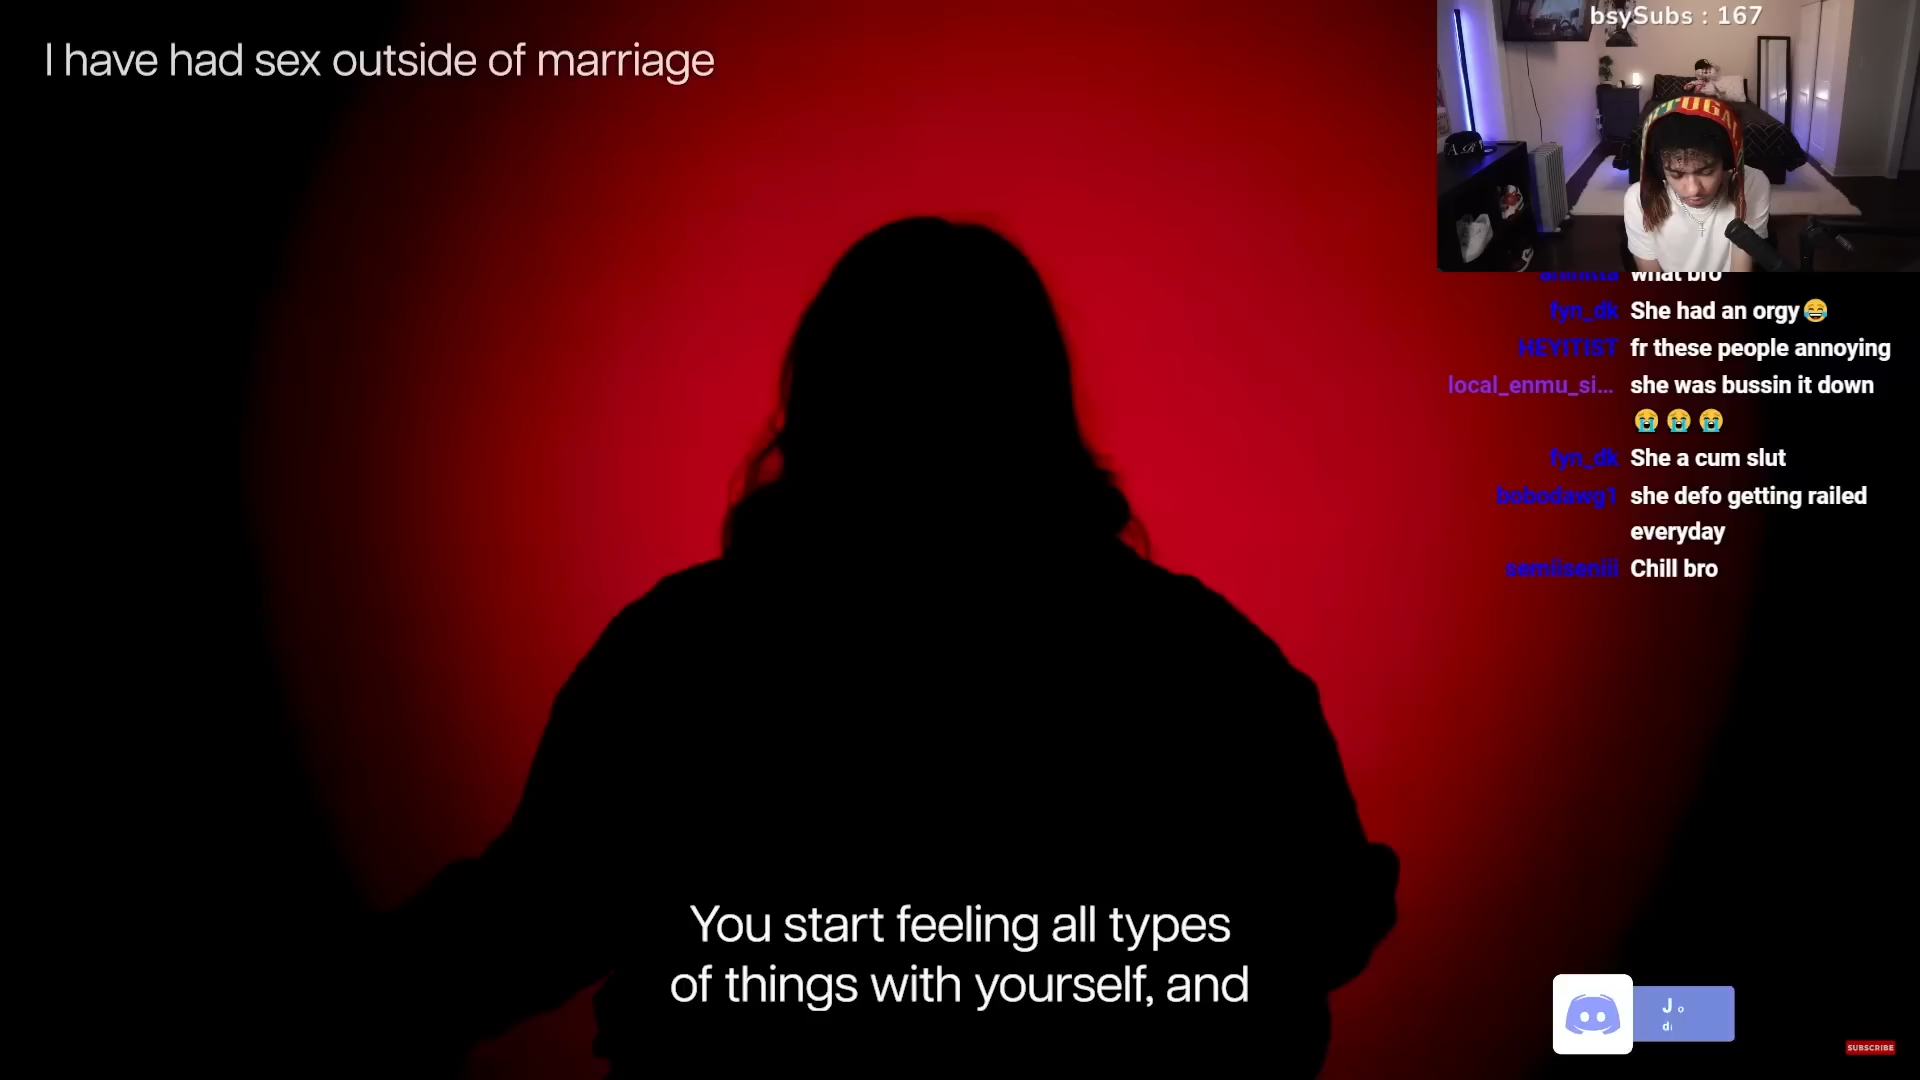 I have had sex outside of marriage
bsySubs : 167
what bro
fyn_dk She had an orgy😂
HEYITIST fr these people annoying
local_enmu_si... she was bussin it down
😭 😭 😭
fyn_dk She a cum slut
bobodawg1 she defo getting railed
everyday
semiiseniii Chill bro
You start feeling all types
of things with yourself, and
SUBSCRIBE